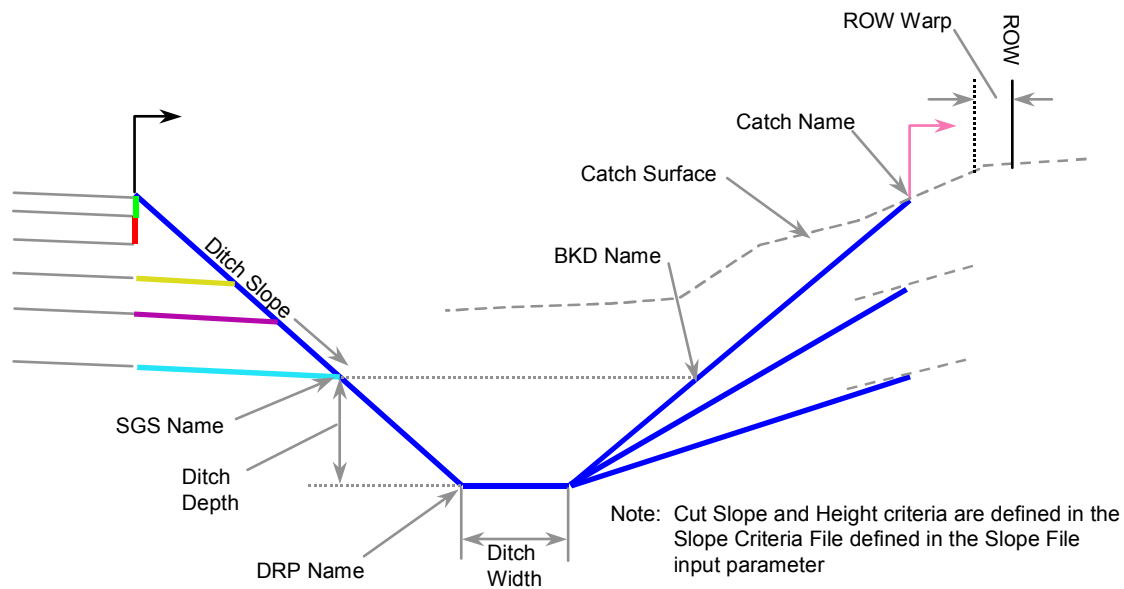 ROW Warp
ROW
Catch Name
Catch Surface
BKD Name
Ditch Slope
SGS Name
Ditch
Depth
DRP Name
Ditch
Width
Note: Cut Slope and Height criteria are defined in the
Slope Criteria File defined in the Slope File
input parameter